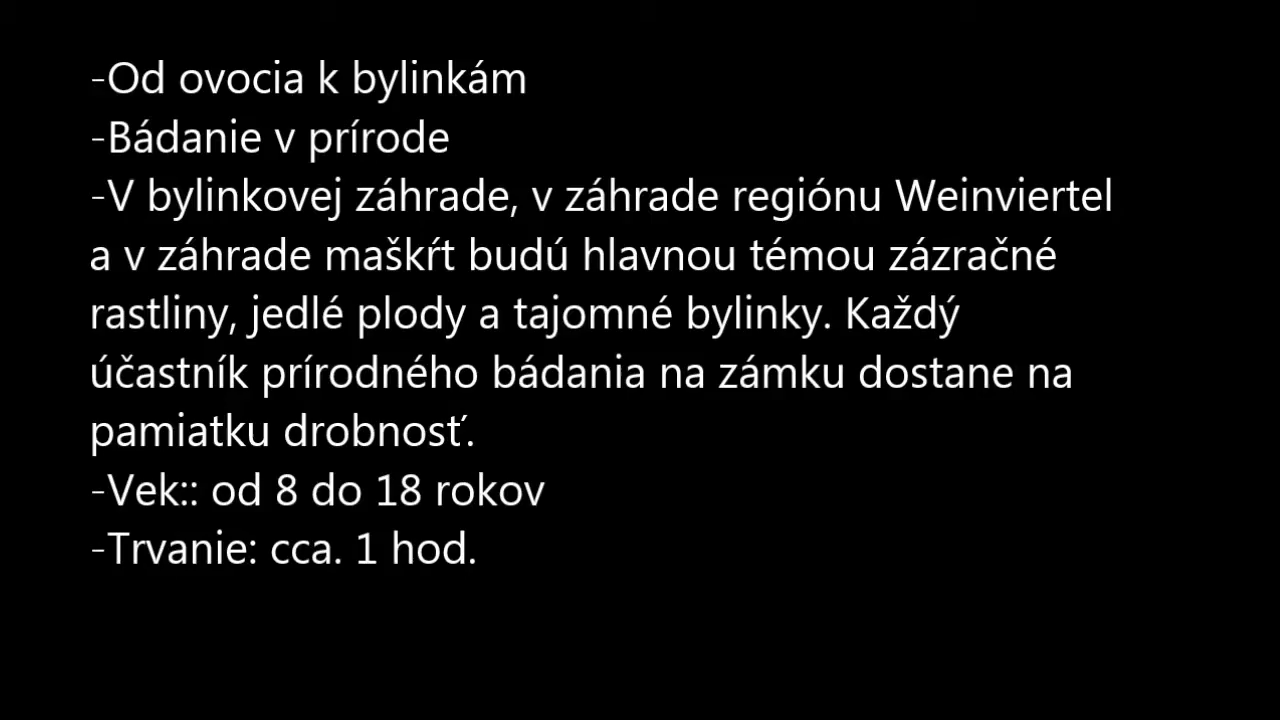 -Od ovocia k bylinkám
-Bádanie v prírode
-V bylinkovej záhrade, v záhrade regiónu Weinviertel
a v záhrade maškŕt budú hlavnou témou zázračné
rastliny, jedlé plody a tajomné bylinky. Každý
účastník prírodného bádania na zámku dostane na
pamiatku drobnosť.
-Vek:: od 8 do 18 rokov
-Trvanie: cca. 1 hod.